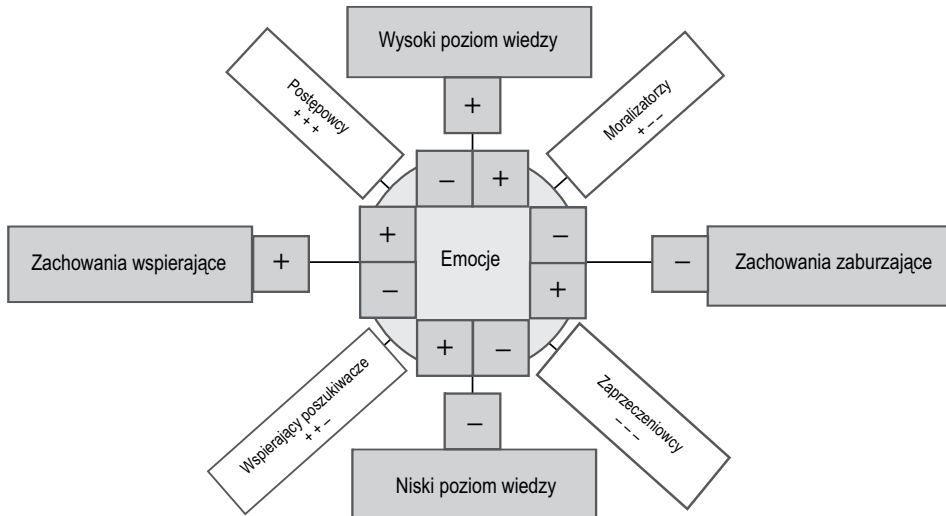 Wysoki poziom wiedzy
+
Postępowcy
+ + +
Moralizatorzy
+ – –
– +
+ –
Zachowania wspierające +
Emocje
– Zachowania zaburzające
– +
+ –
Wspierający poszukiwacze
+ + –
Zaprzeczeniowcy
– – –
–
Niski poziom wiedzy